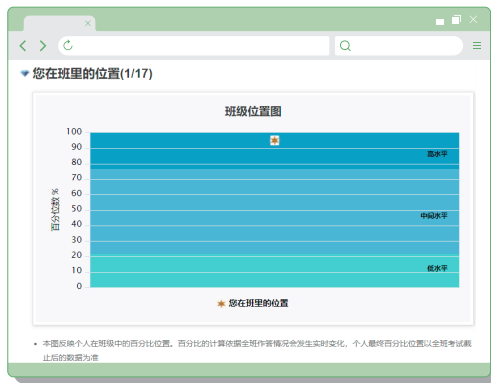 您在班里的位置(1/17)
班级位置图
100
90
80
70
60
50
40
30
20
10
0
百分位数 %
高水平
中间水平
低水平
您在班里的位置
本图反映个人在班级中的百分比位置。百分比的计算依据全班作答情况会发生实时变化，个人最终百分位置以全班考试截
止后的数据为准